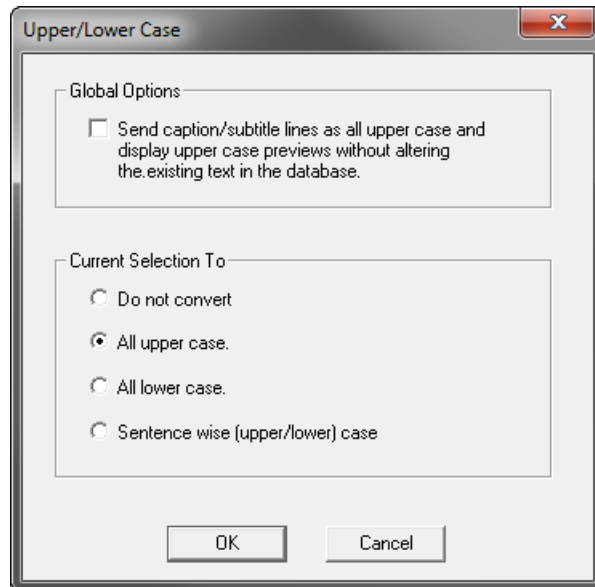 Upper/Lower Case
Global Options
Send caption/subtitle lines as all upper case and
display upper case previews without altering
the.existing text in the database.
Current Selection To
Do not convert
All upper case.
All lower case.
Sentence wise (upper/lower) case
OK
Cancel